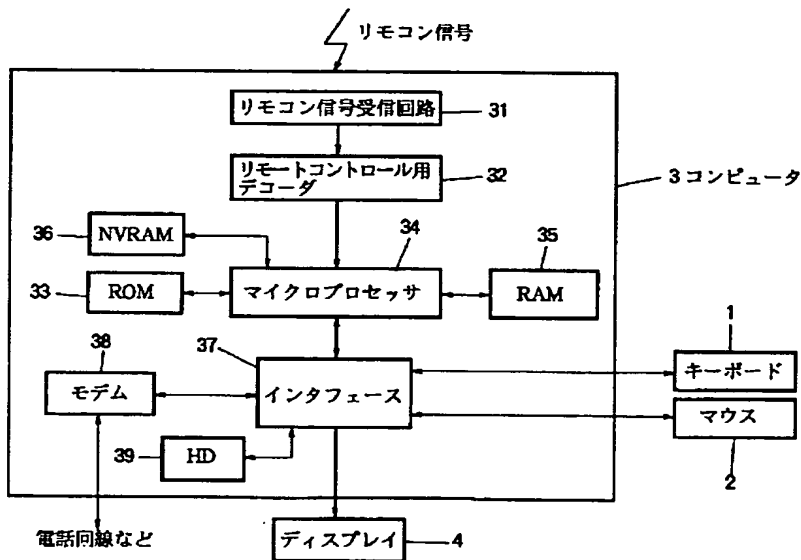 リモコン信号
リモコン信号受信回路
31
リモートコントロール用
デコーダ
32
3 コンピュータ
36
NVRAM
34
35
33
ROM
マイクロプロセッサ
RAM
38
37
1
モデム
インタフェース
キーボード
マウス
39
HD
2
電話回線など
ディスプレイ
4